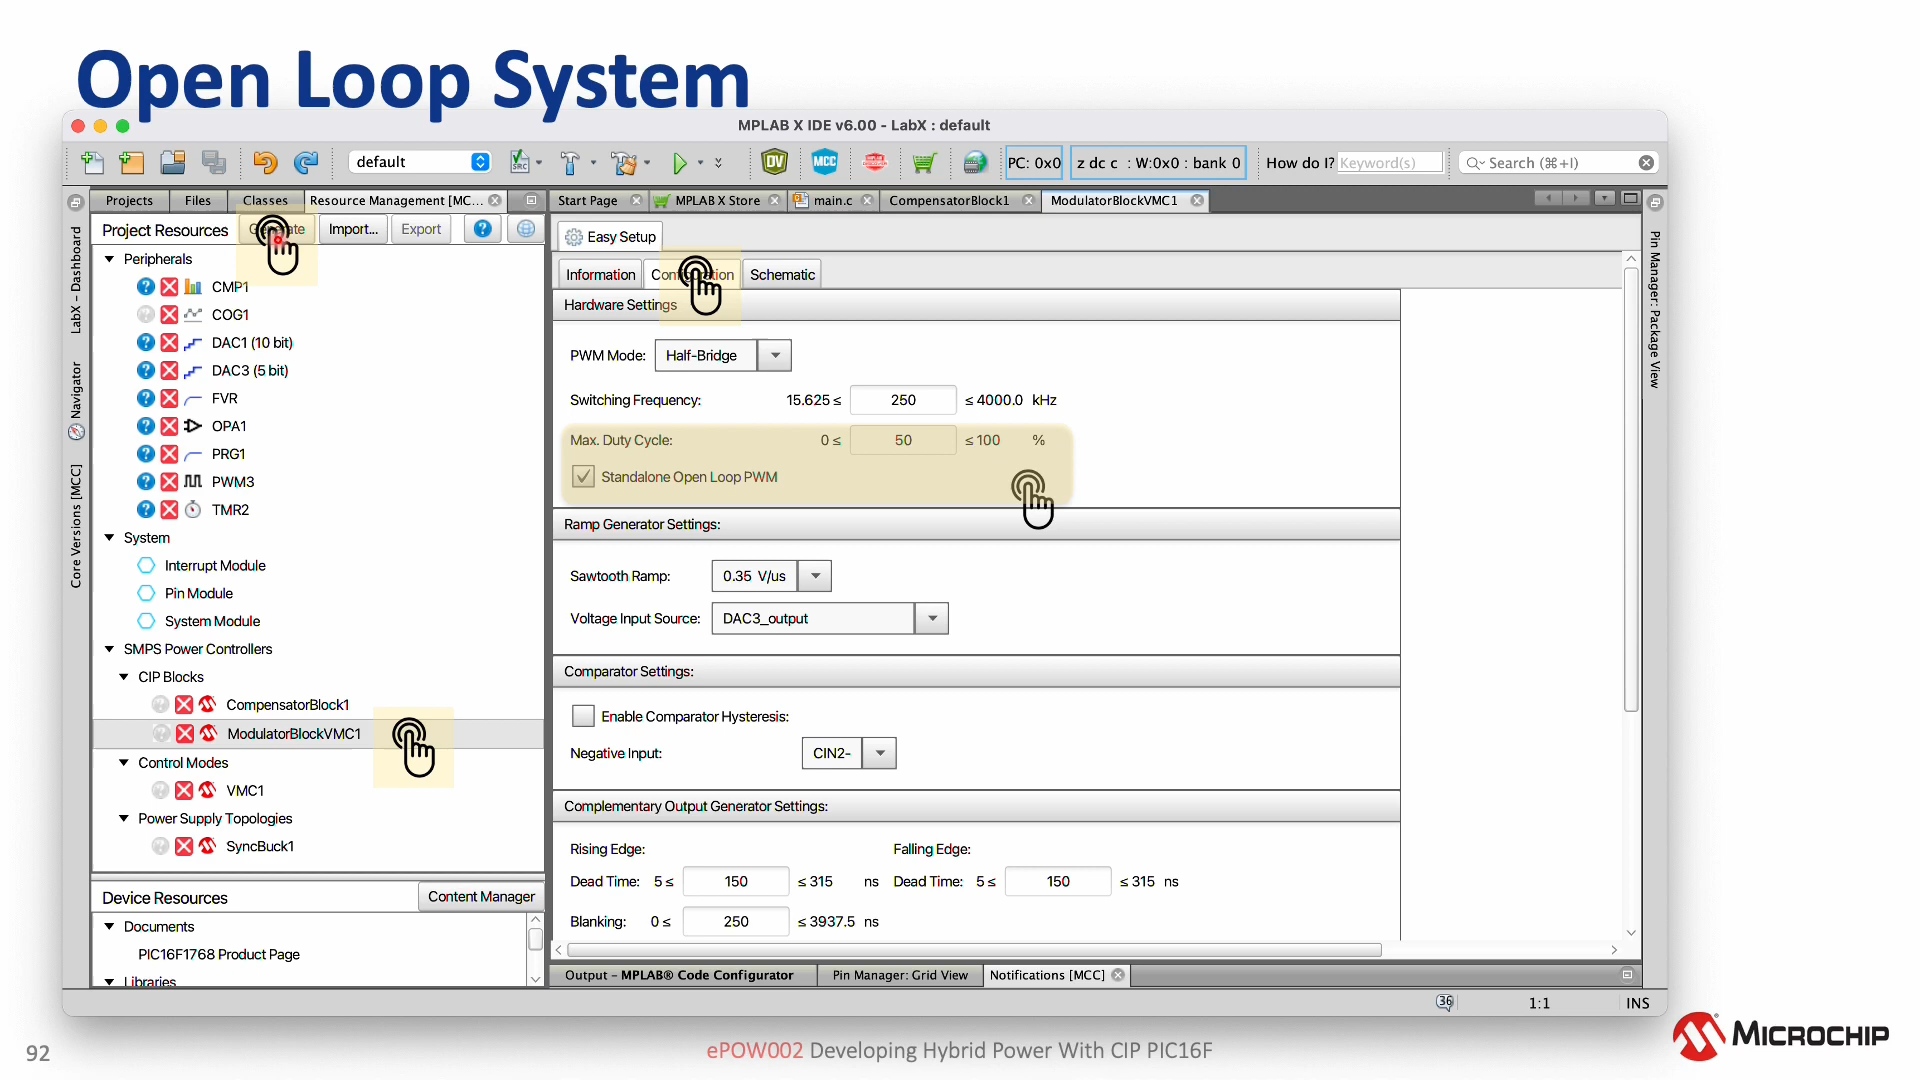 Open Loop System
MPLAB X IDE v6.00 - LabX : default
default
PC: 0x0
z dc c : W:0x0 : bank 0
How do I? Keyword(s)
Search (⌘+I)
Projects
Files
Classes
Resource Management [MC...
Start Page
MPLAB X Store
main.c
CompensatorBlock1
ModulatorBlockVMC1
Project Resources
Generate
Import...
Export
Easy Setup
Information
Configuration
Schematic
LabX - Dashboard
Navigator
Core Versions [MCC]
Pin Manager: Package View
Peripherals
CMP1
COG1
DAC1 (10 bit)
DAC3 (5 bit)
FVR
OPA1
PRG1
PWM3
TMR2
System
Interrupt Module
Pin Module
System Module
SMPS Power Controllers
CIP Blocks
CompensatorBlock1
ModulatorBlockVMC1
Control Modes
VMC1
Power Supply Topologies
SyncBuck1
Device Resources
Content Manager
Documents
PIC16F1768 Product Page
Libraries
Hardware Settings
PWM Mode: Half-Bridge
Switching Frequency: 15.625 ≤ 250 ≤ 4000.0 kHz
Max. Duty Cycle: 0 ≤ 50 ≤ 100 %
Standalone Open Loop PWM
Ramp Generator Settings:
Sawtooth Ramp: 0.35 V/us
Voltage Input Source: DAC3_output
Comparator Settings:
Enable Comparator Hysteresis:
Negative Input: CIN2-
Complementary Output Generator Settings:
Rising Edge: Falling Edge:
Dead Time: 5 ≤ 150 ≤ 315 ns Dead Time: 5 ≤ 150 ≤ 315 ns
Blanking: 0 ≤ 250 ≤ 3937.5 ns
Output - MPLAB® Code Configurator
Pin Manager: Grid View
Notifications [MCC]
36
1:1
INS
92
ePOW002 Developing Hybrid Power With CIP PIC16F
MICROCHIP